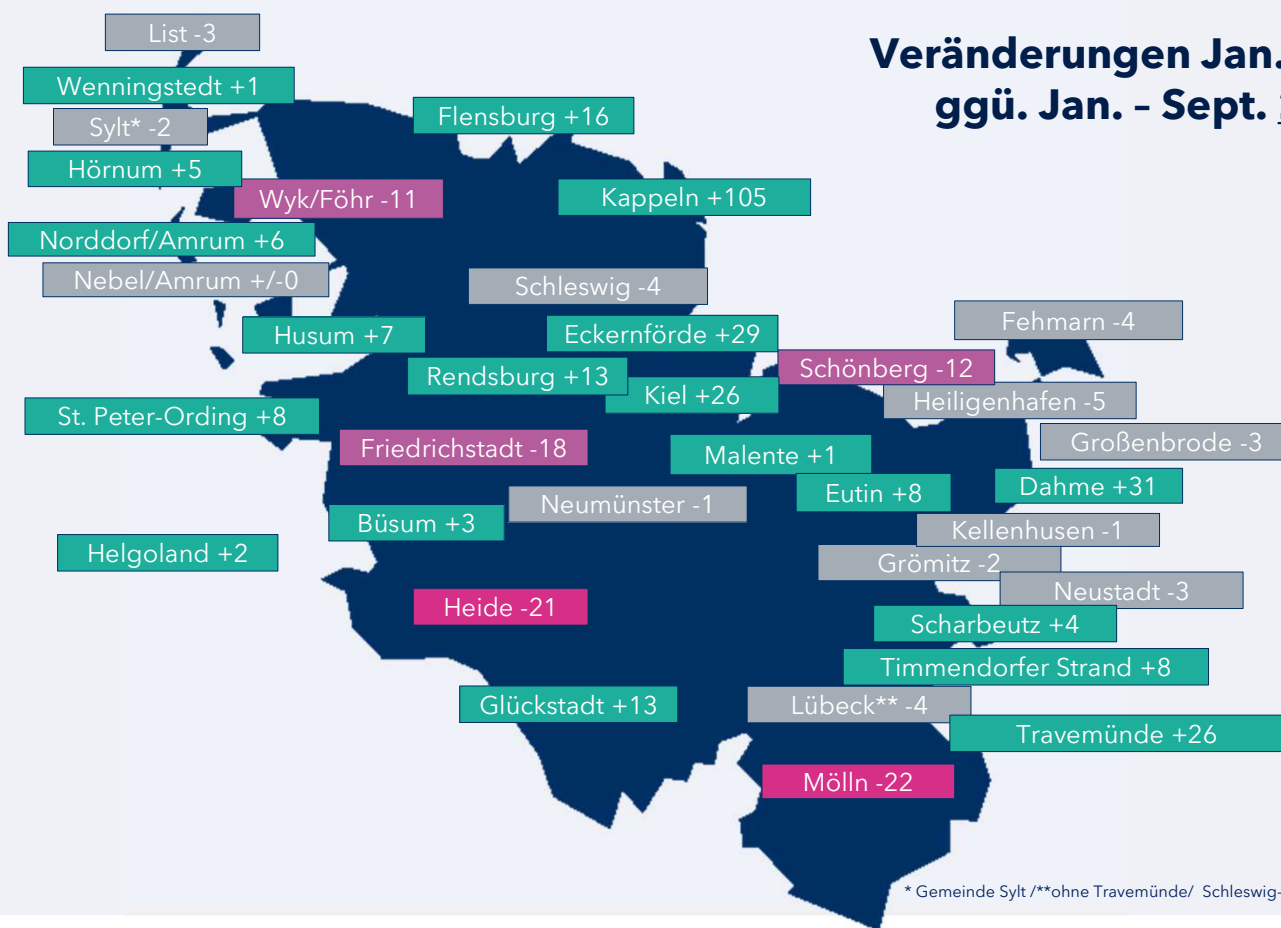 Veränderungen Jan.
ggü. Jan. – Sept.
List -3
Wenningstedt +1
Sylt* -2
Hörnum +5
Flensburg +16
Wyk/Föhr -11
Kappeln +105
Norddorf/Amrum +6
Nebel/Amrum +/-0
Schleswig -4
Husum +7
Eckernförde +29
Fehmarn -4
Rendsburg +13
Kiel +26
Schönberg -12
Heiligenhafen -5
St. Peter-Ording +8
Friedrichstadt -18
Malente +1
Großenbrode -3
Neumünster -1
Eutin +8
Dahme +31
Büsum +3
Kellenhusen -1
Helgoland +2
Grömitz -2
Neustadt -3
Heide -21
Scharbeutz +4
Timmendorfer Strand +8
Glückstadt +13
Lübeck** -4
Travemünde +26
Mölln -22
* Gemeinde Sylt /**ohne Travemünde/ Schleswig-